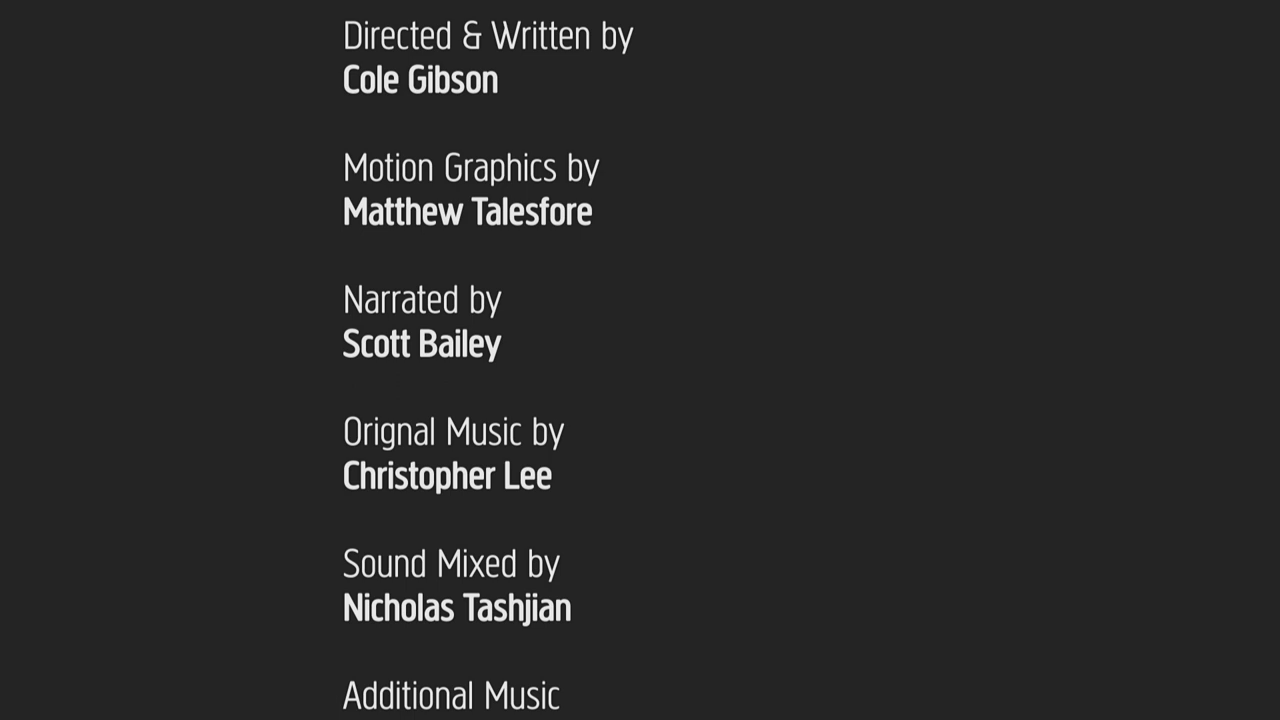 Directed & Written by
Cole Gibson
Motion Graphics by
Matthew Talesfore
Narrated by
Scott Bailey
Orignal Music by
Christopher Lee
Sound Mixed by
Nicholas Tashjian
Additional Music